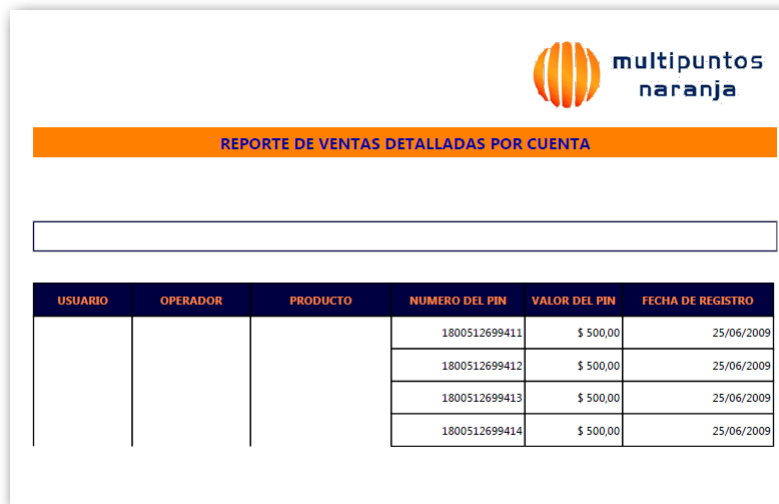 multipuntos
naranja
REPORTE DE VENTAS DETALLADAS POR CUENTA
USUARIO OPERADOR PRODUCTO NUMERO DEL PIN VALOR DEL PIN FECHA DE REGISTRO
1800512699411 $ 500,00 25/06/2009
1800512699412 $ 500,00 25/06/2009
1800512699413 $ 500,00 25/06/2009
1800512699414 $ 500,00 25/06/2009